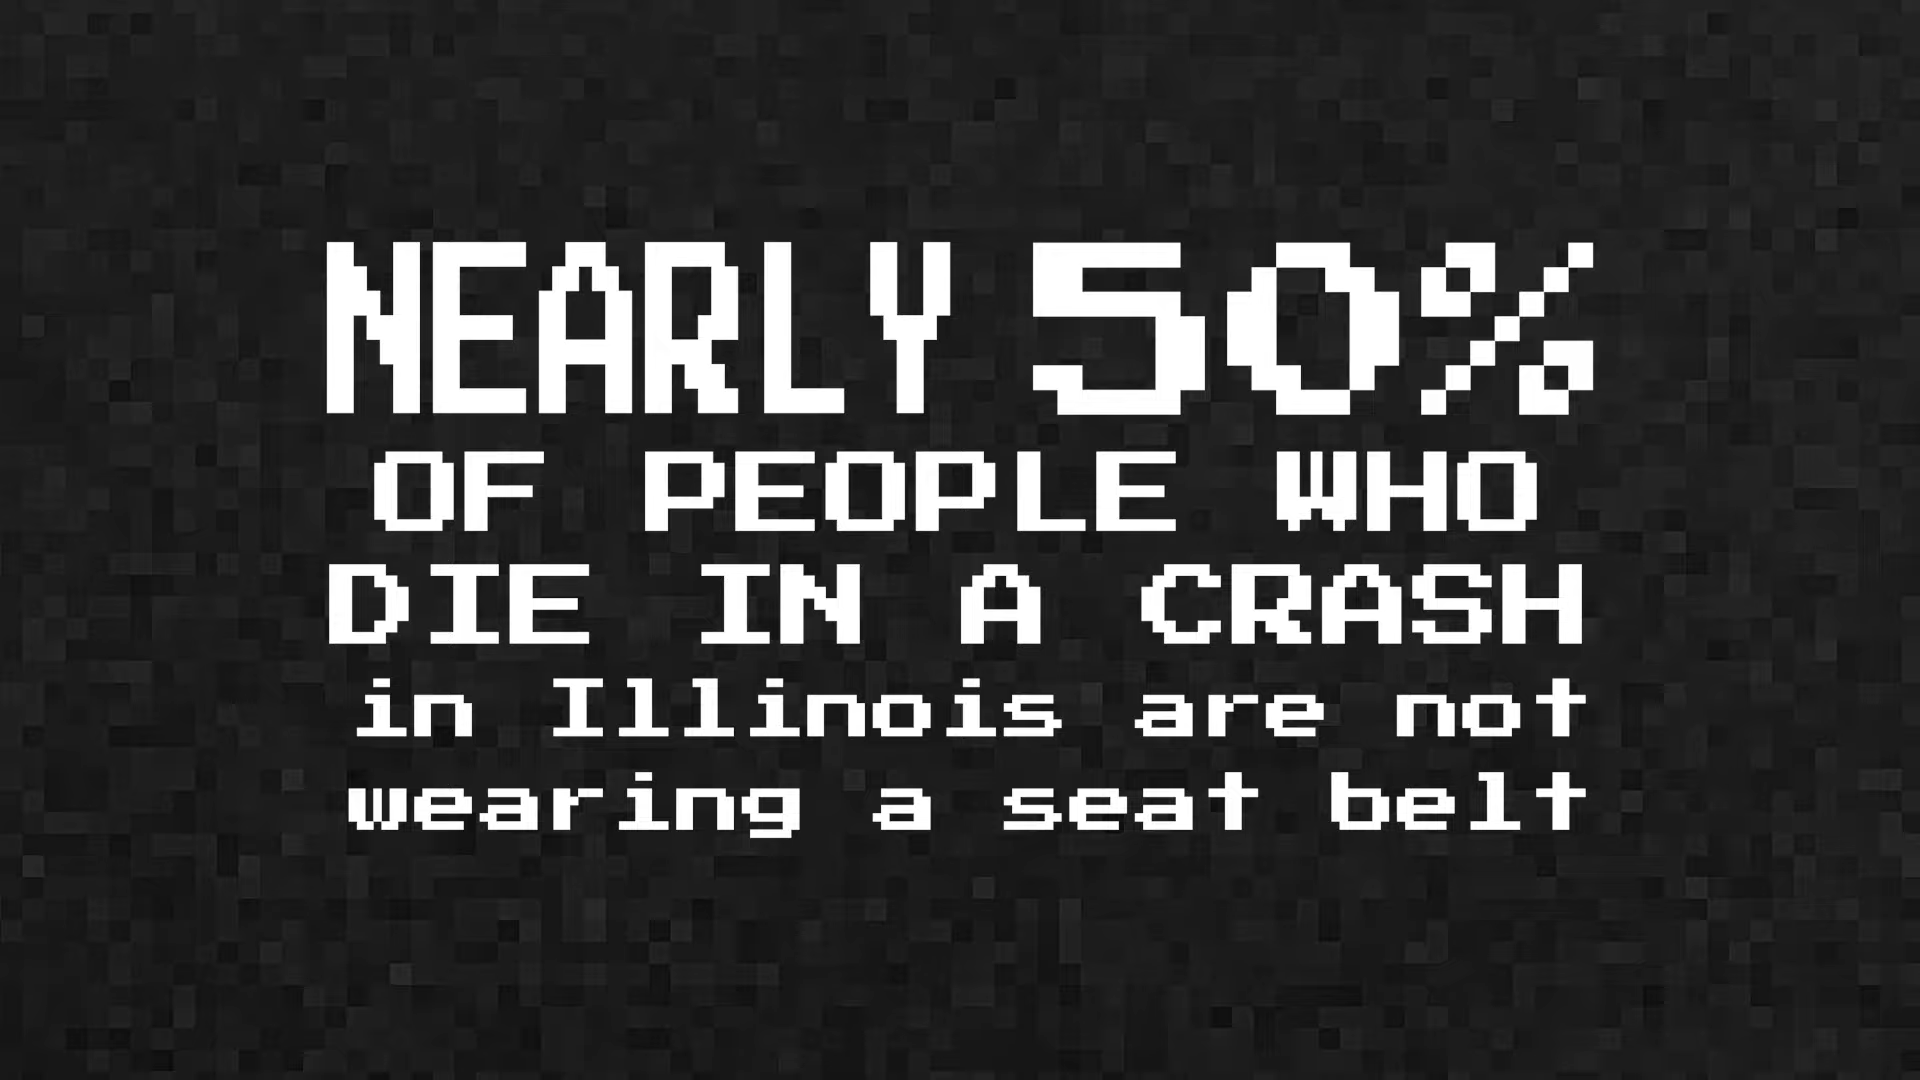 NEARLY 50%
OF PEOPLE WHO
DIE IN A CRASH
in Illinois are not
wearing a seat belt